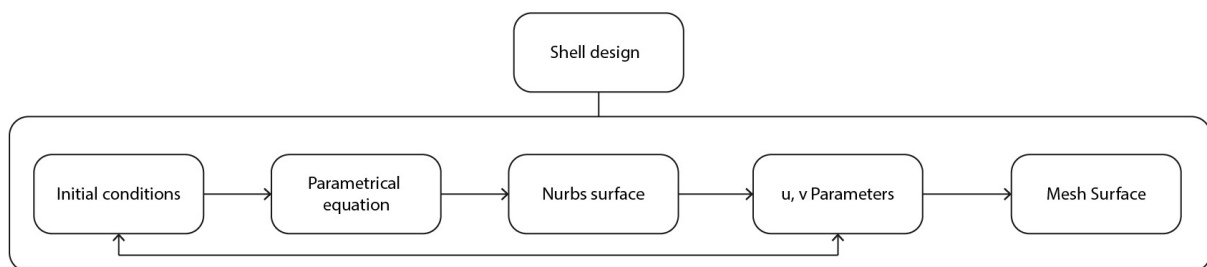 Shell design
Initial conditions
Parametrical
equation
Nurbs surface
u, v Parameters
Mesh Surface